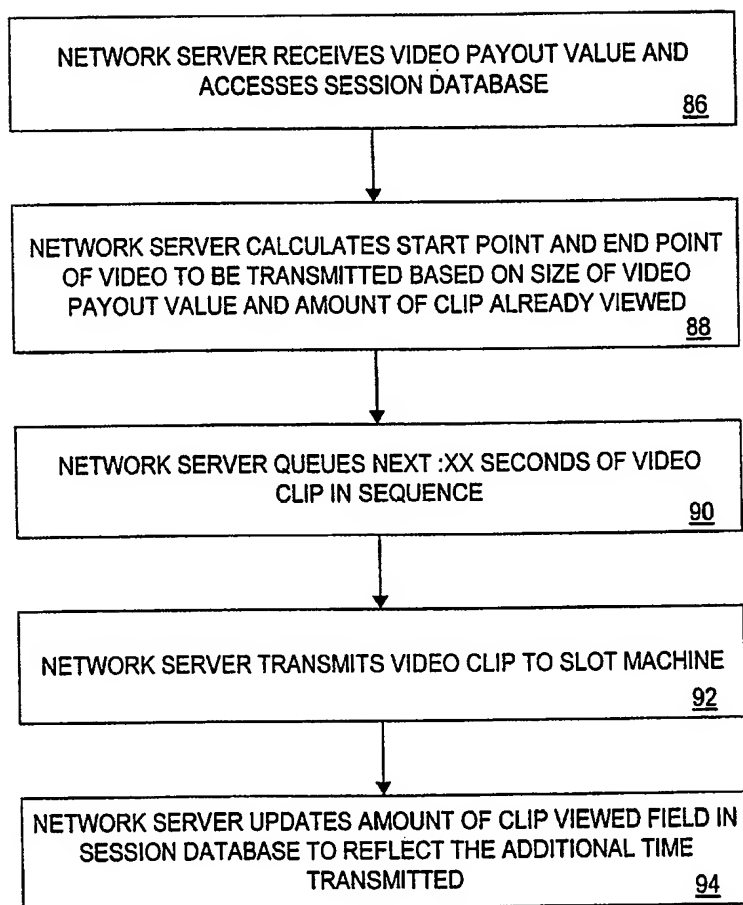 NETWORK SERVER RECEIVES VIDEO PAYOUT VALUE AND
ACCESSES SESSION DATABASE
86
NETWORK SERVER CALCULATES START POINT AND END POINT
OF VIDEO TO BE TRANSMITTED BASED ON SIZE OF VIDEO
PAYOUT VALUE AND AMOUNT OF CLIP ALREADY VIEWED
88
NETWORK SERVER QUEUES NEXT :XX SECONDS OF VIDEO
CLIP IN SEQUENCE
90
NETWORK SERVER TRANSMITS VIDEO CLIP TO SLOT MACHINE
92
NETWORK SERVER UPDATES AMOUNT OF CLIP VIEWED FIELD IN
SESSION DATABASE TO REFLECT THE ADDITIONAL TIME
TRANSMITTED
94